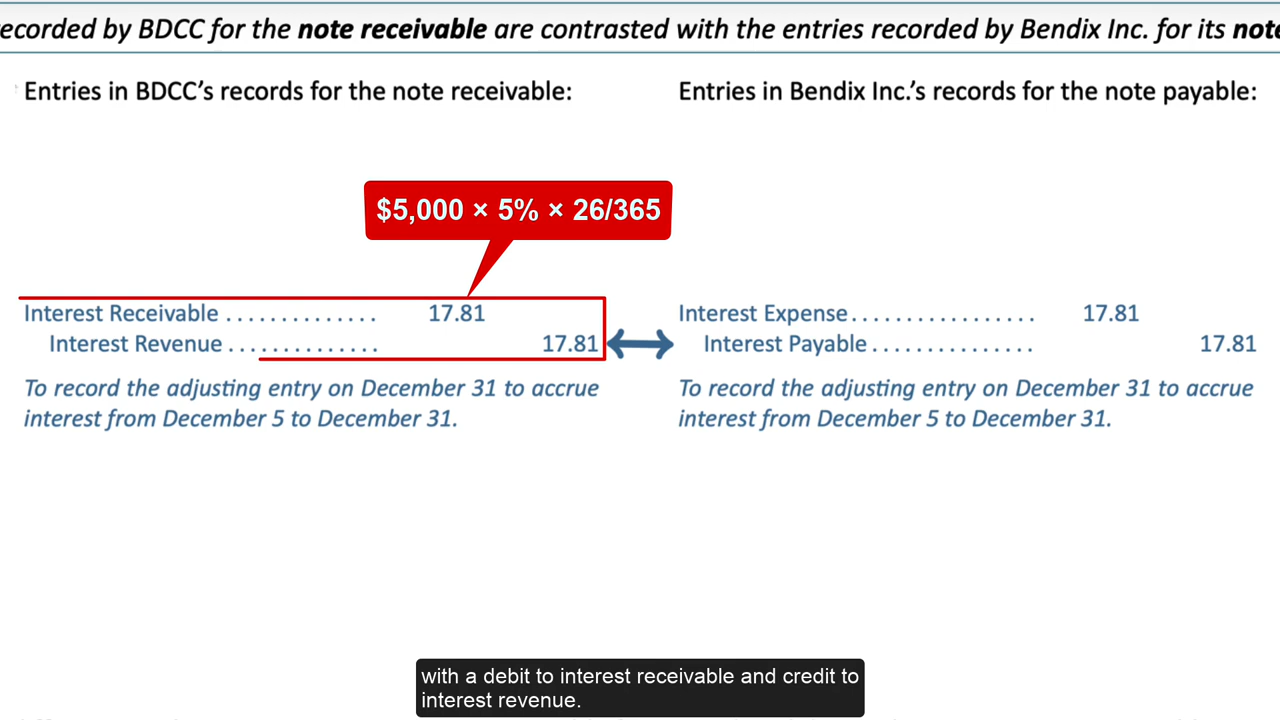 ecorded by BDCC for the note receivable are contrasted with the entries recorded by Bendix Inc. for its note
Entries in BDCC's records for the note receivable:
$5,000 × 5% × 26/365
Interest Receivable .............. 17.81
Interest Revenue .............. 17.81
To record the adjusting entry on December 31 to accrue
interest from December 5 to December 31.
Entries in Bendix Inc.'s records for the note payable:
Interest Expense................. 17.81
Interest Payable............... 17.81
To record the adjusting entry on December 31 to accrue
interest from December 5 to December 31.
with a debit to interest receivable and credit to
interest revenue.